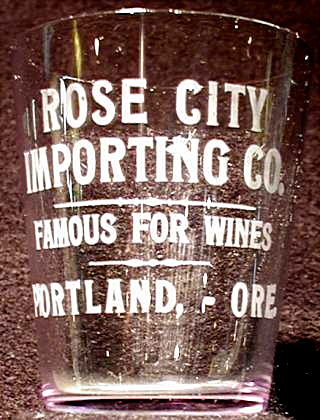 ROSE CITY
IMPORTING CO.
FAMOUS FOR WINES
PORTLAND, - ORE.